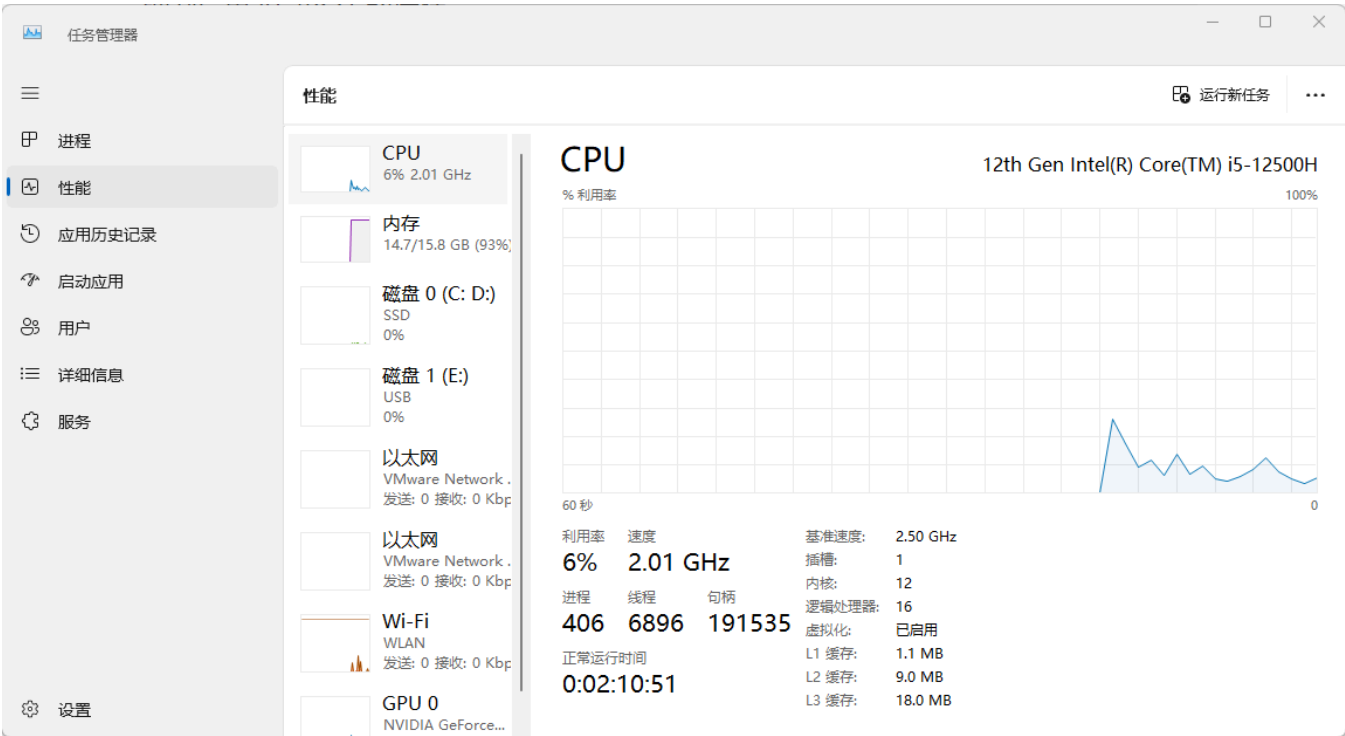 任务管理器
性能
运行新任务
进程
性能
应用历史记录
启动应用
用户
详细信息
服务
设置
CPU
6% 2.01 GHz
内存
14.7/15.8 GB (93%)
磁盘 0 (C: D:)
SSD
0%
磁盘 1 (E:)
USB
0%
以太网
VMware Network .
发送: 0 接收: 0 Kbp
以太网
VMware Network .
发送: 0 接收: 0 Kbp
Wi-Fi
WLAN
发送: 0 接收: 0 Kbp
GPU 0
NVIDIA GeForce...
CPU
12th Gen Intel(R) Core(TM) i5-12500H
% 利用率
100%
60 秒
0
利用率 速度
6% 2.01 GHz
进程 线程 句柄
406 6896 191535
正常运行时间
0:02:10:51
基准速度: 2.50 GHz
插槽: 1
内核: 12
逻辑处理器: 16
虚拟化: 已启用
L1 缓存: 1.1 MB
L2 缓存: 9.0 MB
L3 缓存: 18.0 MB